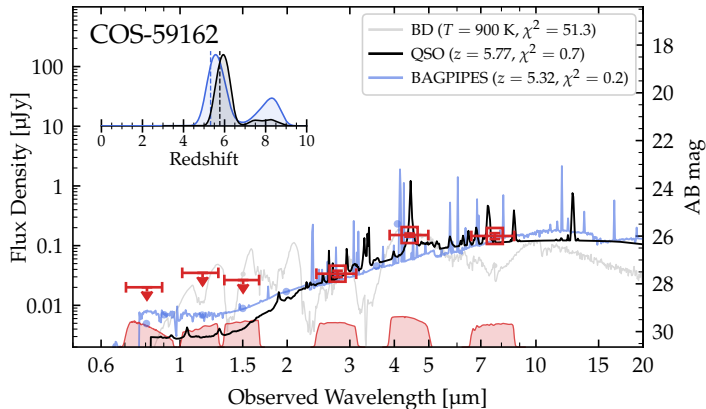 COS-59162
BD (T = 900 K, χ² = 51.3)
QSO (z = 5.77, χ² = 0.7)
BAGPIPES (z = 5.32, χ² = 0.2)
100
10
1
0.1
0.01
Flux Density [µJy]
0 2 4 6 8 10
Redshift
18
20
22
24
26
28
30
AB mag
0.6 1 1.5 2 3 4 5 7 10 15 20
Observed Wavelength [µm]